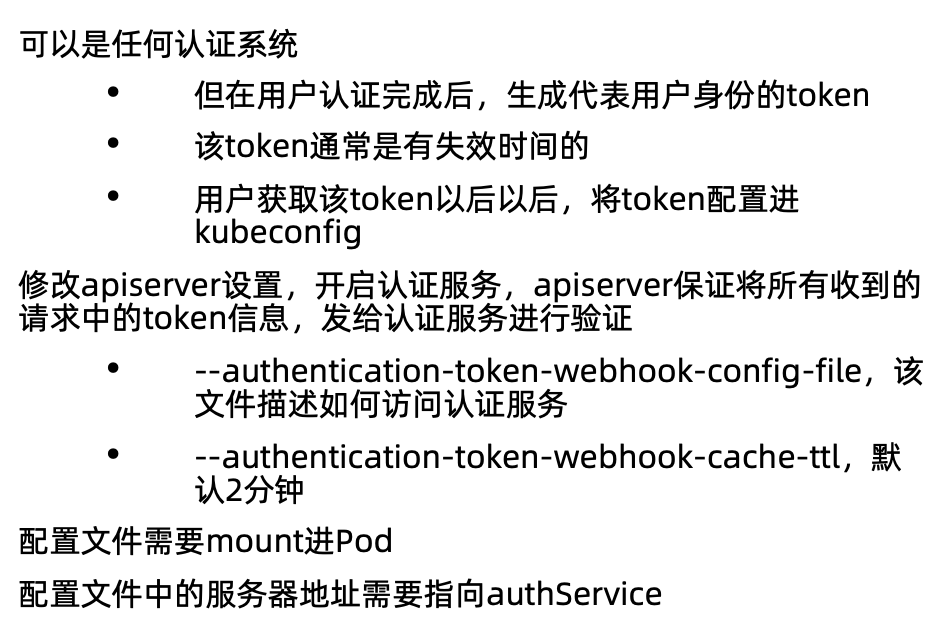 可以是任何认证系统
• 但在用户认证完成后，生成代表用户身份的token
• 该token通常是有失效时间的
• 用户获取该token以后以后，将token配置进
kubeconfig
修改apiserver设置，开启认证服务，apiserver保证将所有收到的
请求中的token信息，发给认证服务进行验证
• --authentication-token-webhook-config-file，该
文件描述如何访问认证服务
• --authentication-token-webhook-cache-ttl，默
认2分钟
配置文件需要mount进Pod
配置文件中的服务器地址需要指向authService